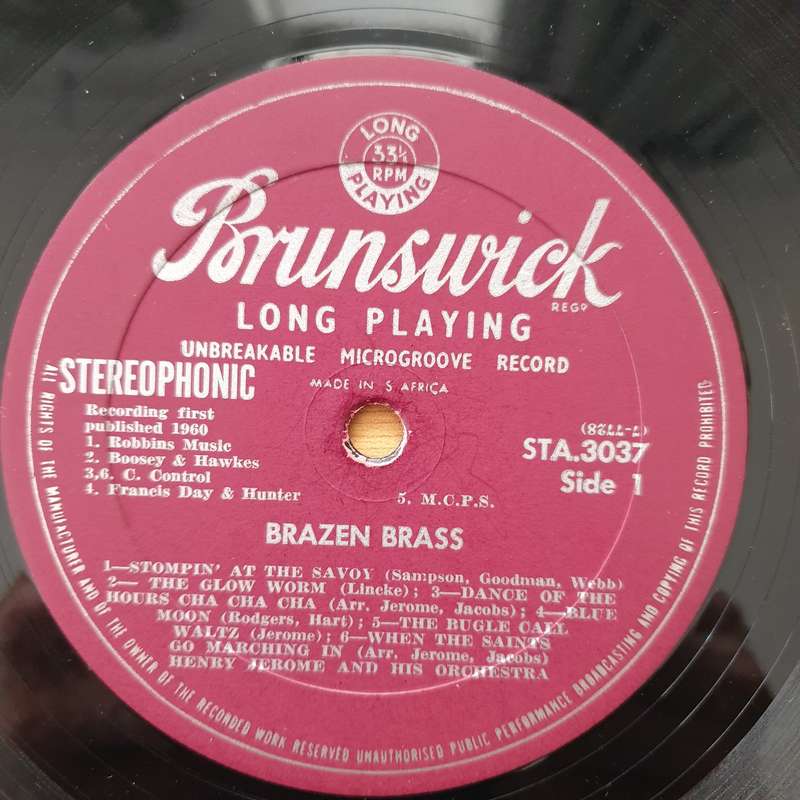 LONG
33⅓
RPM
PLAYING
Brunswick
REGD
LONG PLAYING
UNBREAKABLE MICROGROOVE RECORD
MADE IN S AFRICA
STEREOPHONIC
Recording first
published 1960
1. Robbins Music
2. Boosey & Hawkes
3,6. C. Control
4. Francis Day & Hunter
5. M.C.P.S.
(7-7728)
STA.3037
Side 1
BRAZEN BRASS
1—STOMPIN' AT THE SAVOY (Sampson, Goodman, Webb)
2— THE GLOW WORM (Lincke); 3—DANCE OF THE
HOURS CHA CHA CHA (Arr. Jerome, Jacobs); 4—BLUE
MOON (Rodgers, Hart); 5—THE BUGLE CALL
WALTZ (Jerome); 6—WHEN THE SAINTS
GO MARCHING IN (Arr. Jerome, Jacobs)
HENRY JEROME AND HIS ORCHESTRA
ALL RIGHTS OF THE MANUFACTURER AND OF THE OWNER OF THE RECORDED WORK RESERVED UNAUTHORISED PUBLIC PERFORMANCE BROADCASTING AND COPYING OF THIS RECORD PROHIBITED